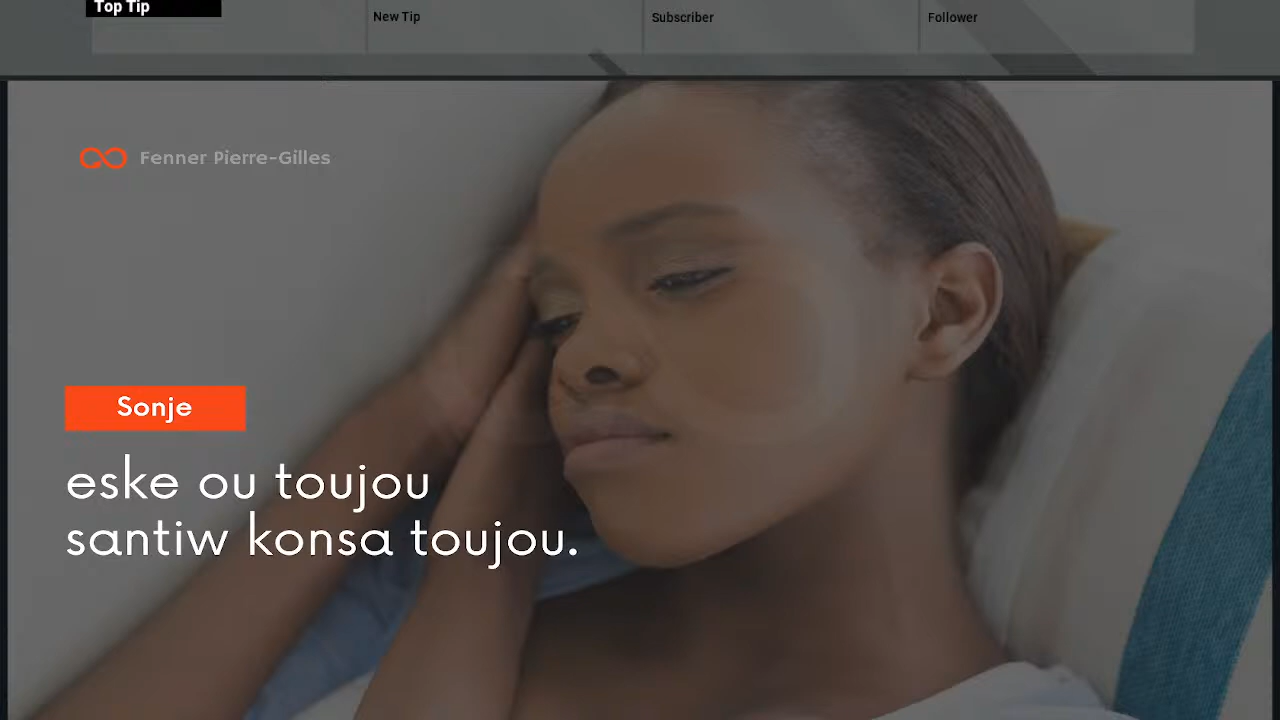 Top Tip
New Tip
Subscriber
Follower
Fenner Pierre-Gilles
Sonje
eske ou toujou
santiw konsa toujou.